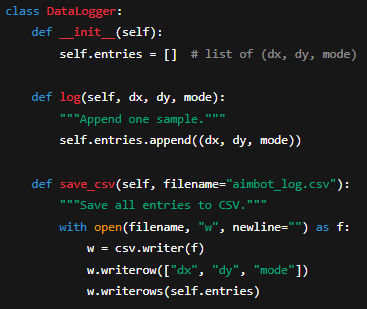 class DataLogger:
    def __init__(self):
        self.entries = []  # list of (dx, dy, mode)
    def log(self, dx, dy, mode):
        """Append one sample."""
        self.entries.append((dx, dy, mode))
    def save_csv(self, filename="aimbot_log.csv"):
        """Save all entries to CSV."""
        with open(filename, "w", newline="") as f:
            w = csv.writer(f)
            w.writerow(["dx", "dy", "mode"])
            w.writerows(self.entries)